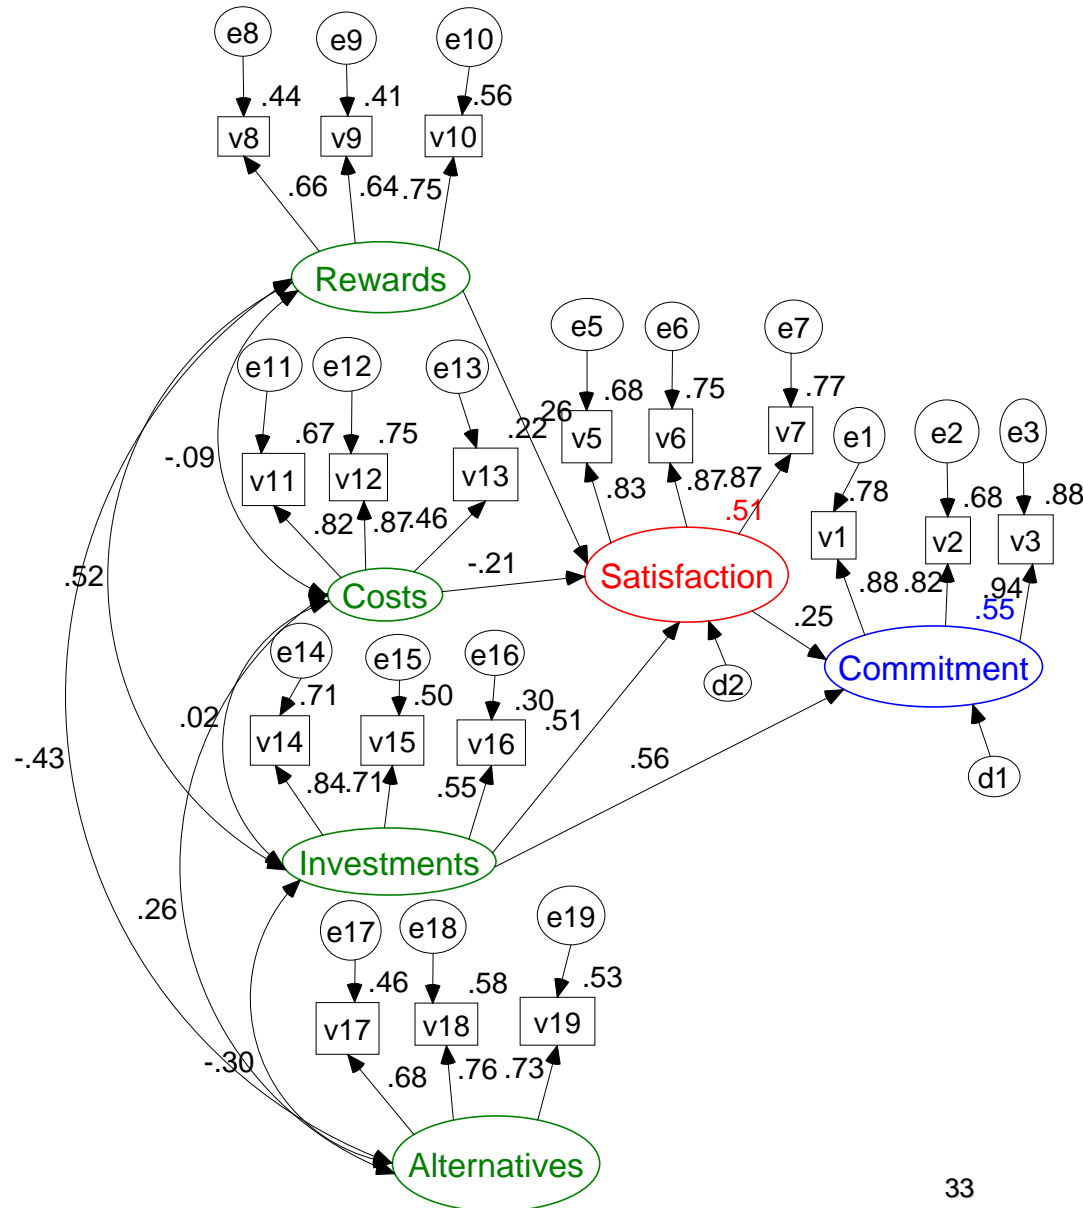 e8 e9 e10
.44 .41 .56
v8 v9 v10
.66 .64 .75
Rewards
e5 e6 e7
e11 e12 e13
.68 .75 .77
.26
.22
v5 v6 v7
e1 e2 e3
.67 .75
-.09
v11 v12 v13
.83 .87 .87
.78 .68 .88
.82 .87 .46
.51
v1 v2 v3
-.21
Satisfaction
.52
Costs
.88 .82 .94
.25 .55
e14 e15 e16
Commitment
d2
.71 .50 .30
.02 .51
v14 v15 v16
-.43
.56
d1
.84 .71 .55
Investments
.26
e17 e18 e19
.46 .58 .53
v17 v18 v19
-.30
.68 .76 .73
Alternatives
33